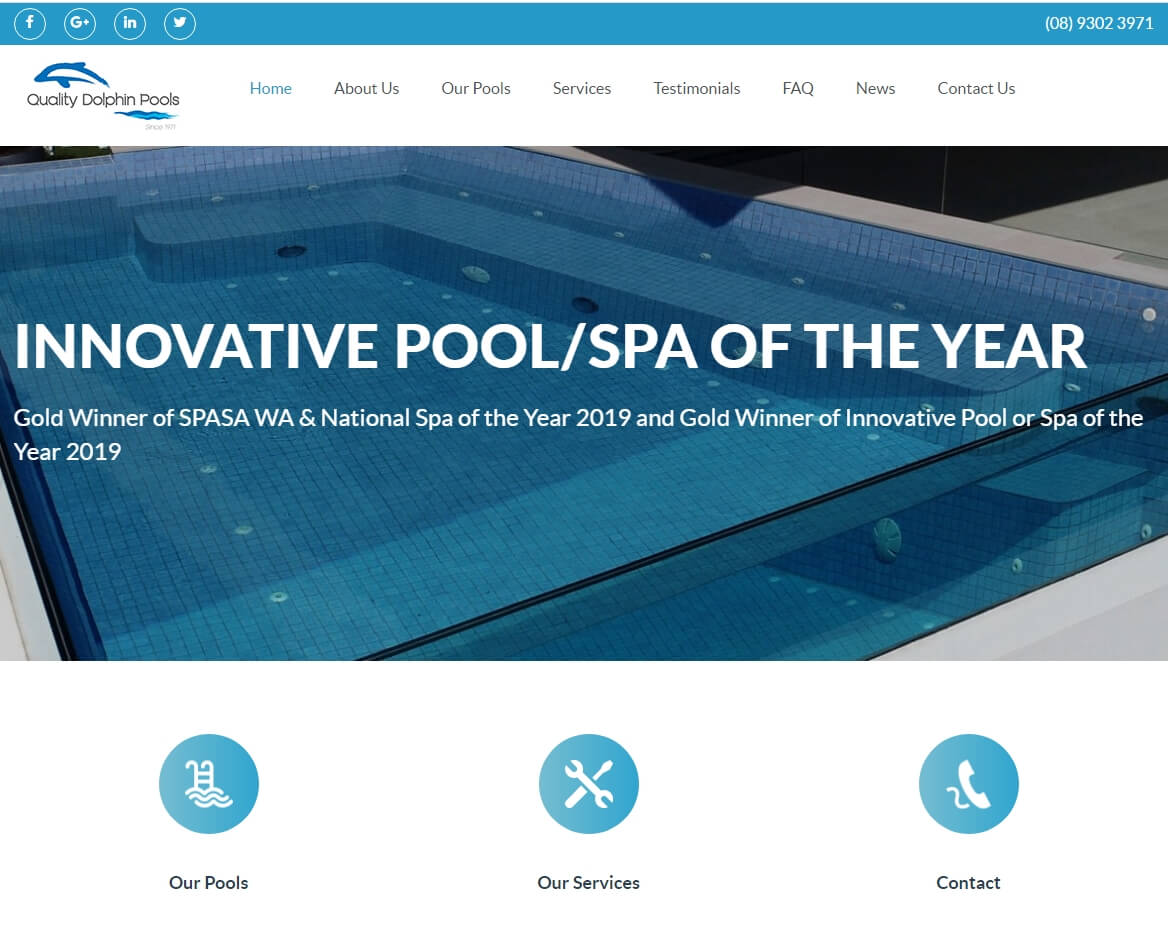 (08) 9302 3971
Quality Dolphin Pools
Since 1971
Home
About Us
Our Pools
Services
Testimonials
FAQ
News
Contact Us
INNOVATIVE POOL/SPA OF THE YEAR
Gold Winner of SPASA WA & National Spa of the Year 2019 and Gold Winner of Innovative Pool or Spa of the
Year 2019
Our Pools
Our Services
Contact